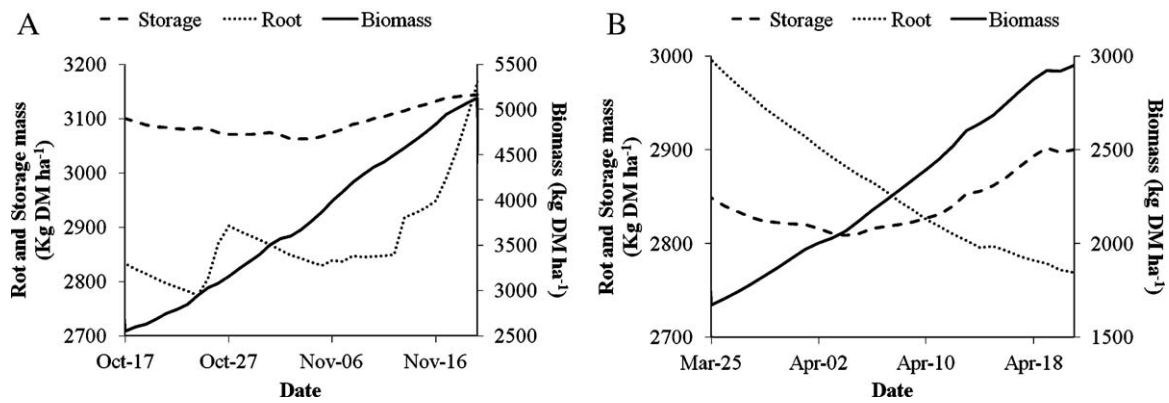 A
Storage Root Biomass
3200
3100
3000
2900
2800
2700
Rot and Storage mass
(Kg DM ha⁻¹)
5500
5000
4500
4000
3500
3000
2500
Biomass (kg DM ha⁻¹)
Oct-17 Oct-27 Nov-06 Nov-16
Date
B
Storage Root Biomass
3000
2900
2800
2700
Rot and Storage mass
(Kg DM ha⁻¹)
3000
2500
2000
1500
Biomass (kg DM ha⁻¹)
Mar-25 Apr-02 Apr-10 Apr-18
Date